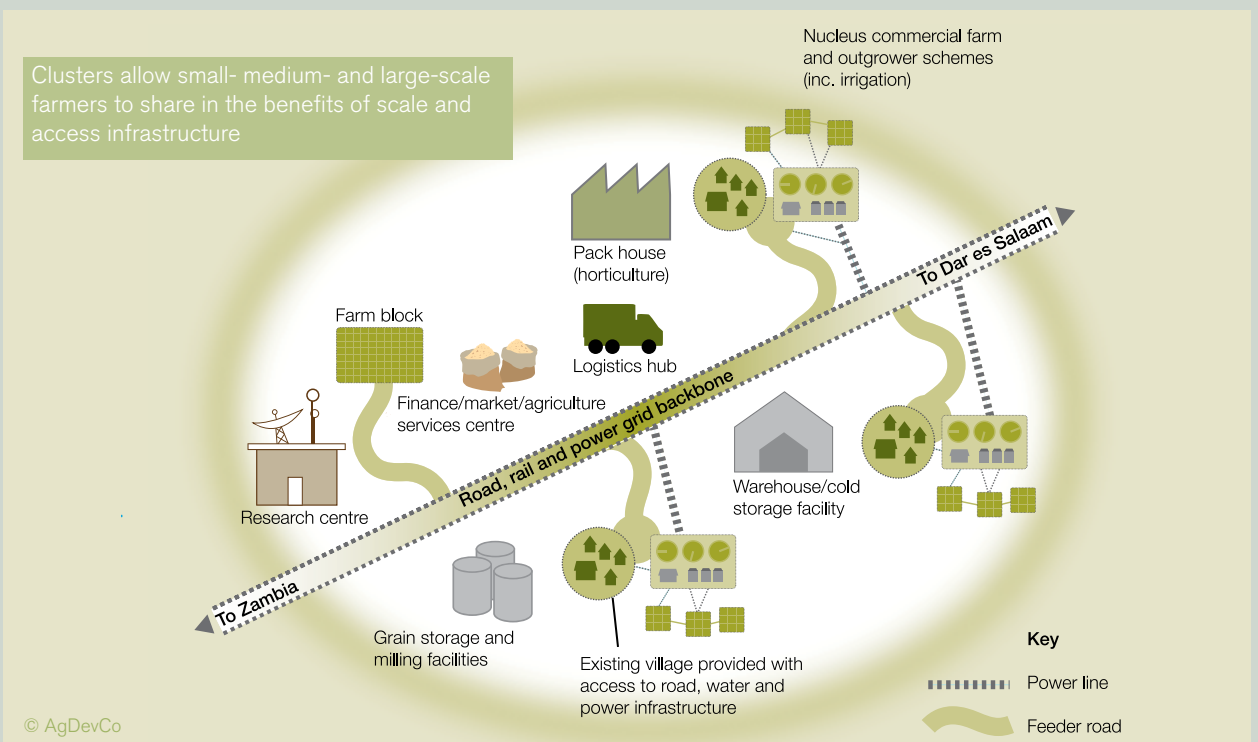 Clusters allow small- medium- and large-scale
farmers to share in the benefits of scale and
access infrastructure
Nucleus commercial farm
and outgrower schemes
(inc. irrigation)
Pack house
(horticulture)
To Dar es Salaam
Farm block
Logistics hub
Finance/market/agriculture
services centre
Road, rail and power grid backbone
Research centre
Warehouse/cold
storage facility
To Zambia
Grain storage and
milling facilities
Existing village provided with
access to road, water and
power infrastructure
Key
Power line
Feeder road
© AgDevCo